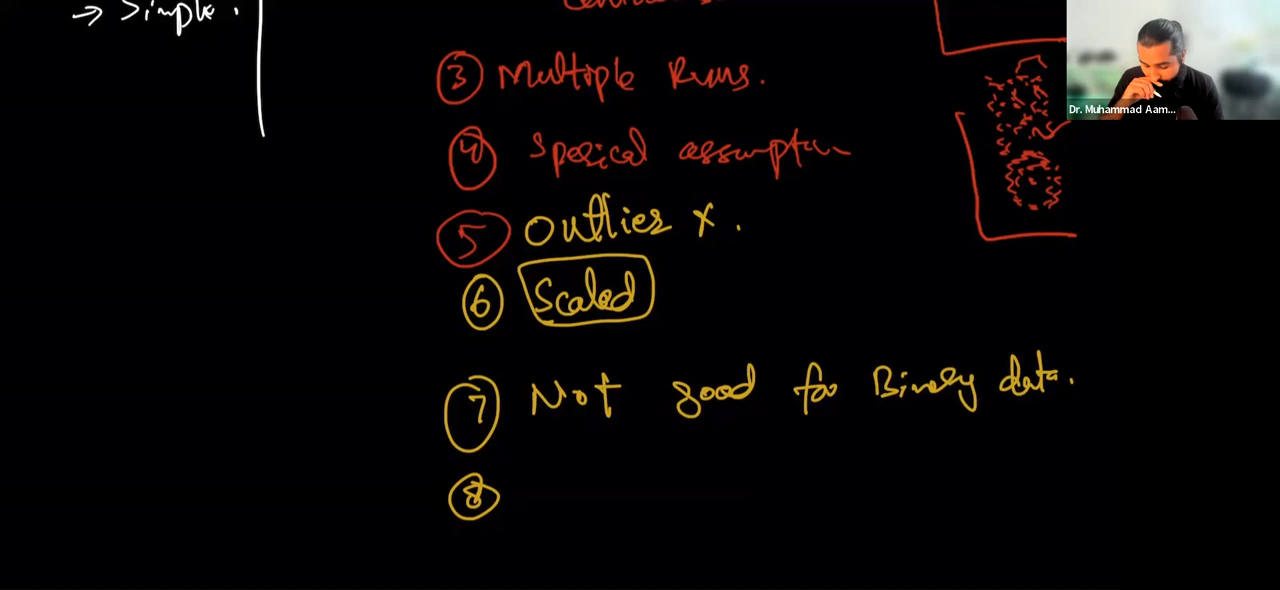 → Simple.
③ Multiple Runs.
Dr. Muhammad Aam...
④ Sperical assumption
⑤ Outlier x.
⑥ Scaled
⑦ Not good for Binary data.
⑧